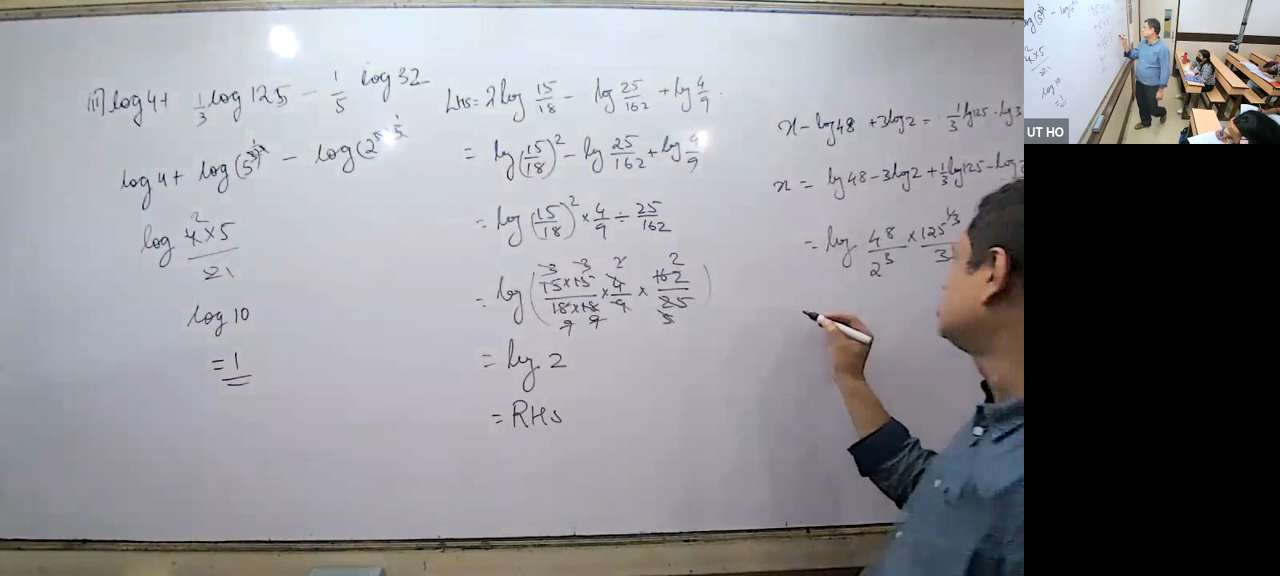 (iii) log 4 + 1/3 log 125 - 1/5 log 32
log 4 + log(5³)^1/3 - log(2⁵)^1/5
log 4² × 5 / 21
log 10
= 1
LHS = 2 log 15/18 - log 25/162 + log 4/9
= log (15/18)² - log 25/162 + log 4/9
= log (15/18)² × 4/9 ÷ 25/162
= log (15×15/18×18 × 4/9 × 162/25)
= log 2
= RHS
x - log 48 + 3 log 2 = 1/3 log 125 - log 3
x = log 48 - 3 log 2 + 1/3 log 125 - log
= log 48/2³ × 125^1/3 / 3
UT HO